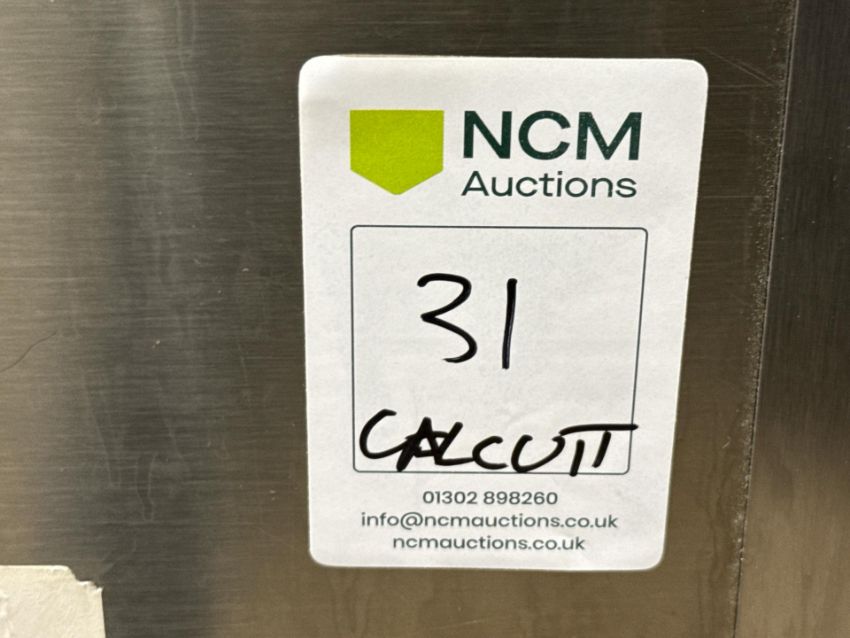 NCM
Auctions
31
CALCUTT
01302 898260
info@ncmauctions.co.uk
ncmauctions.co.uk